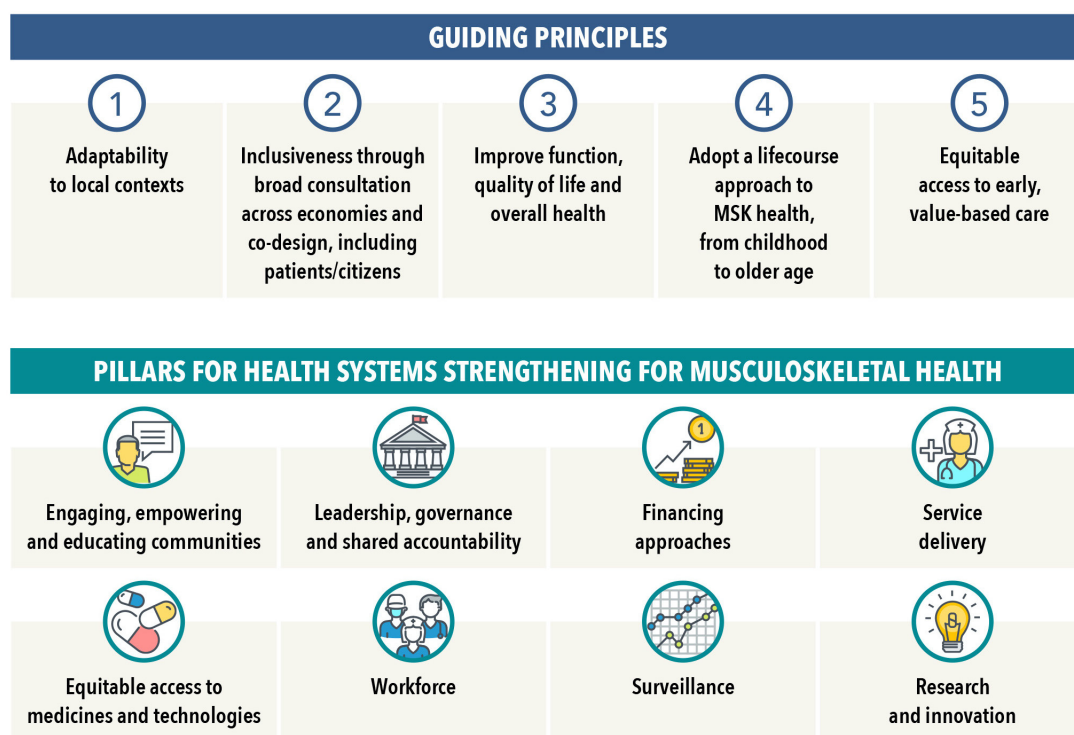 GUIDING PRINCIPLES
1
Adaptability
to local contexts
2
Inclusiveness through
broad consultation
across economies and
co-design, including
patients/citizens
3
Improve function,
quality of life and
overall health
4
Adopt a lifecourse
approach to
MSK health,
from childhood
to older age
5
Equitable
access to early,
value-based care
PILLARS FOR HEALTH SYSTEMS STRENGTHENING FOR MUSCULOSKELETAL HEALTH
Engaging, empowering
and educating communities
Leadership, governance
and shared accountability
1
Financing
approaches
Service
delivery
Equitable access to
medicines and technologies
Workforce
Surveillance
Research
and innovation